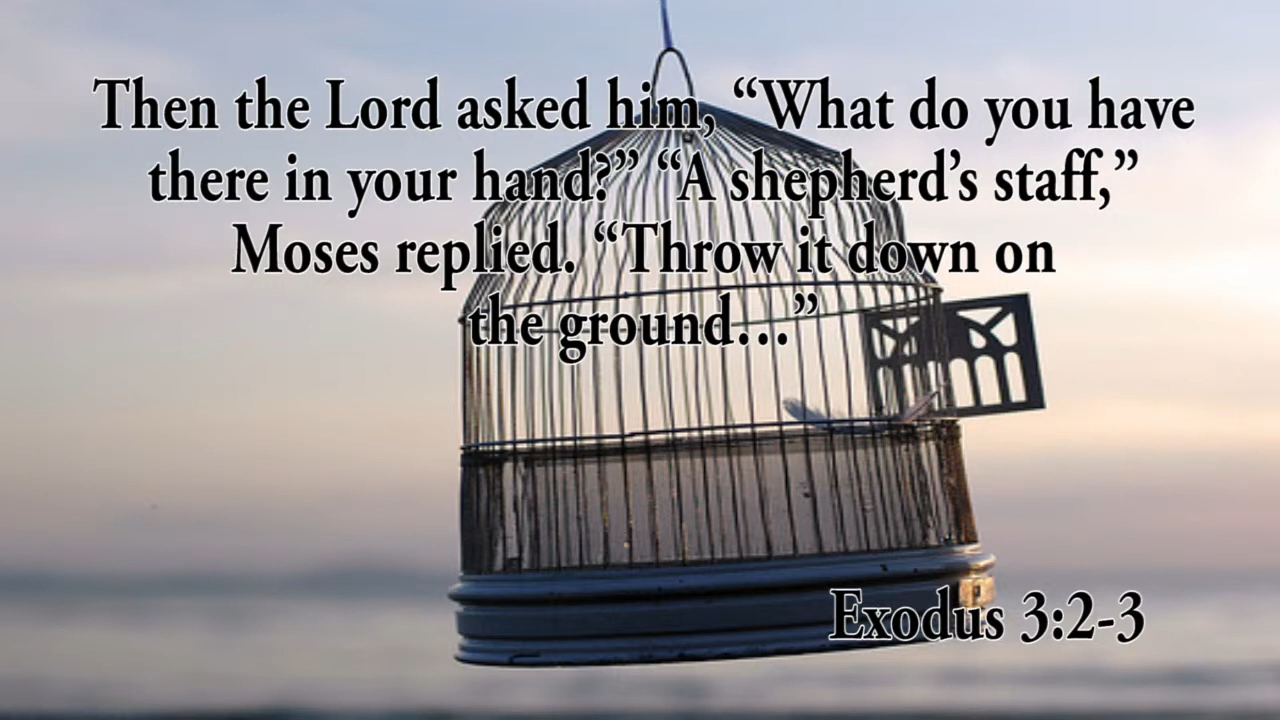 Then the Lord asked him, “What do you have
there in your hand?” “A shepherd’s staff,”
Moses replied. “Throw it down on
the ground…”
Exodus 3:2-3